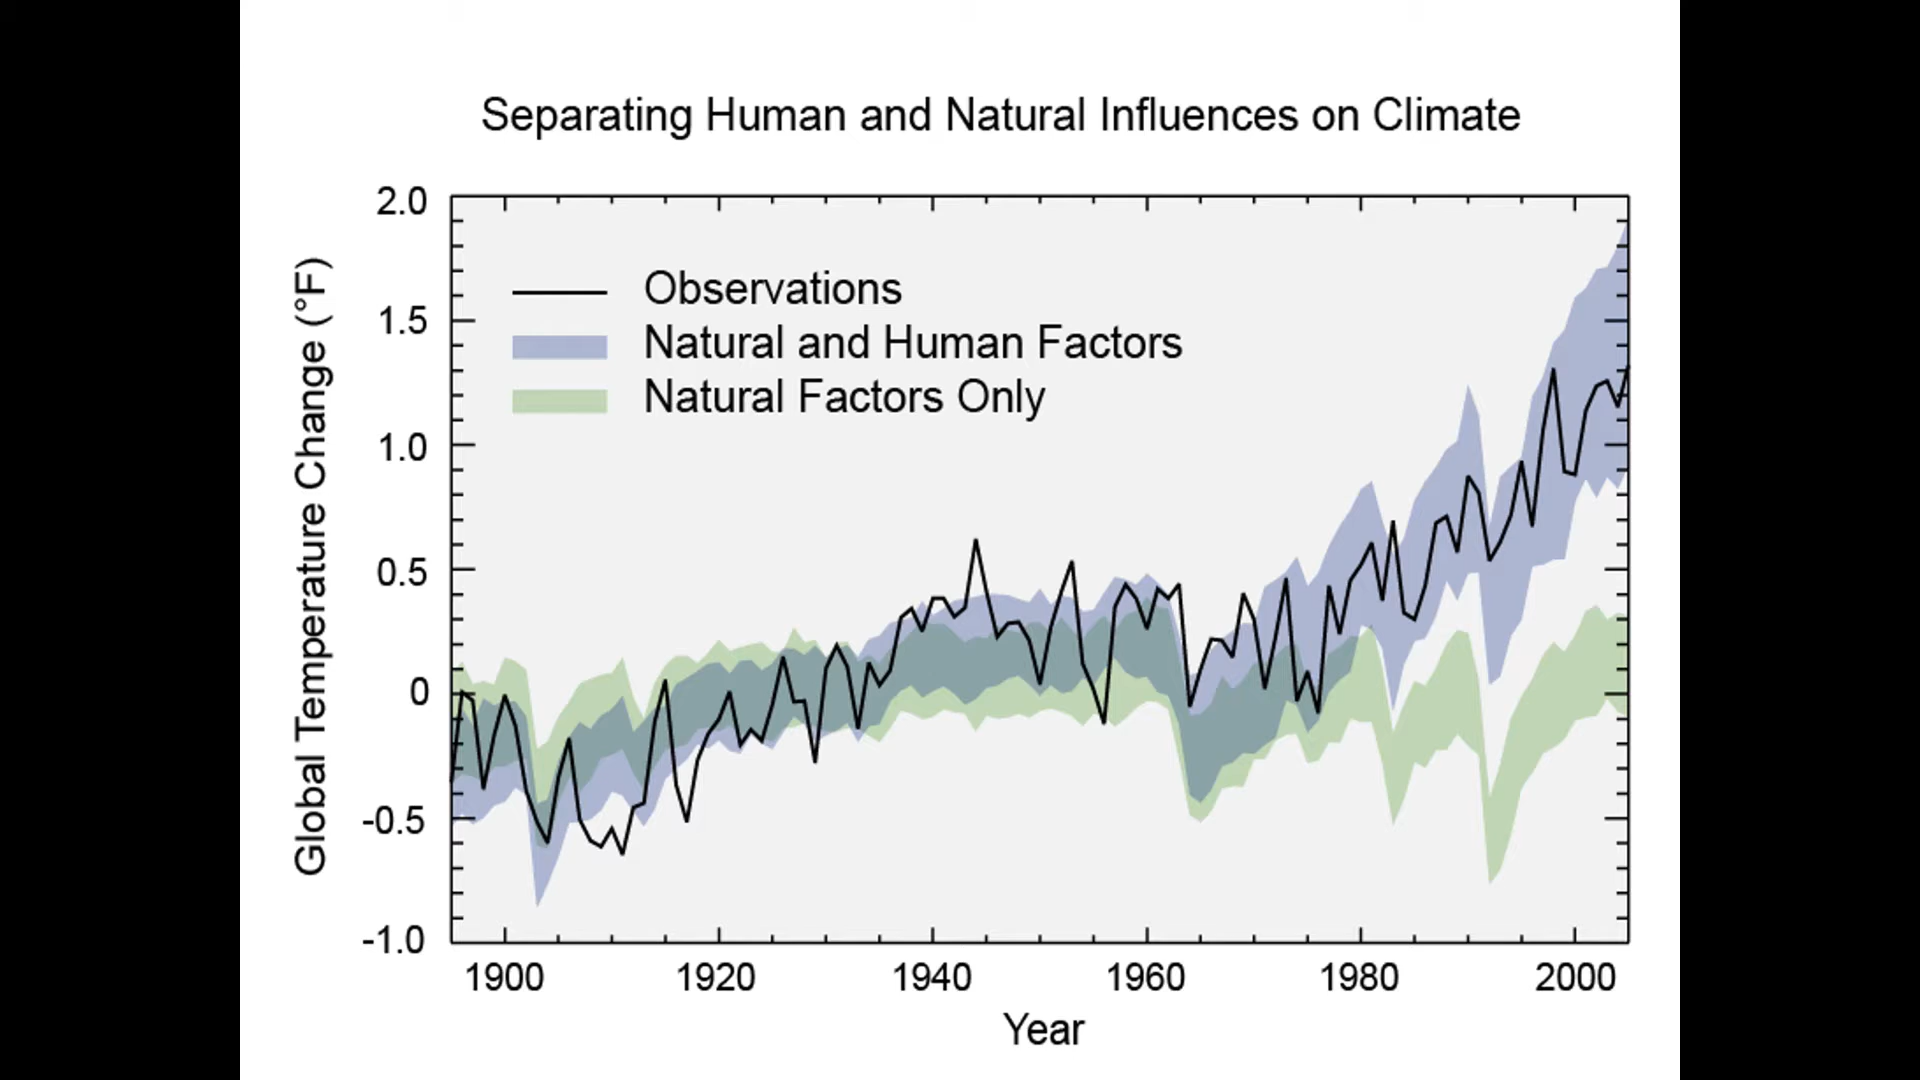 Separating Human and Natural Influences on Climate
2.0
1.5
1.0
0.5
0
-0.5
-1.0
Global Temperature Change (°F)
Observations
Natural and Human Factors
Natural Factors Only
1900 1920 1940 1960 1980 2000
Year